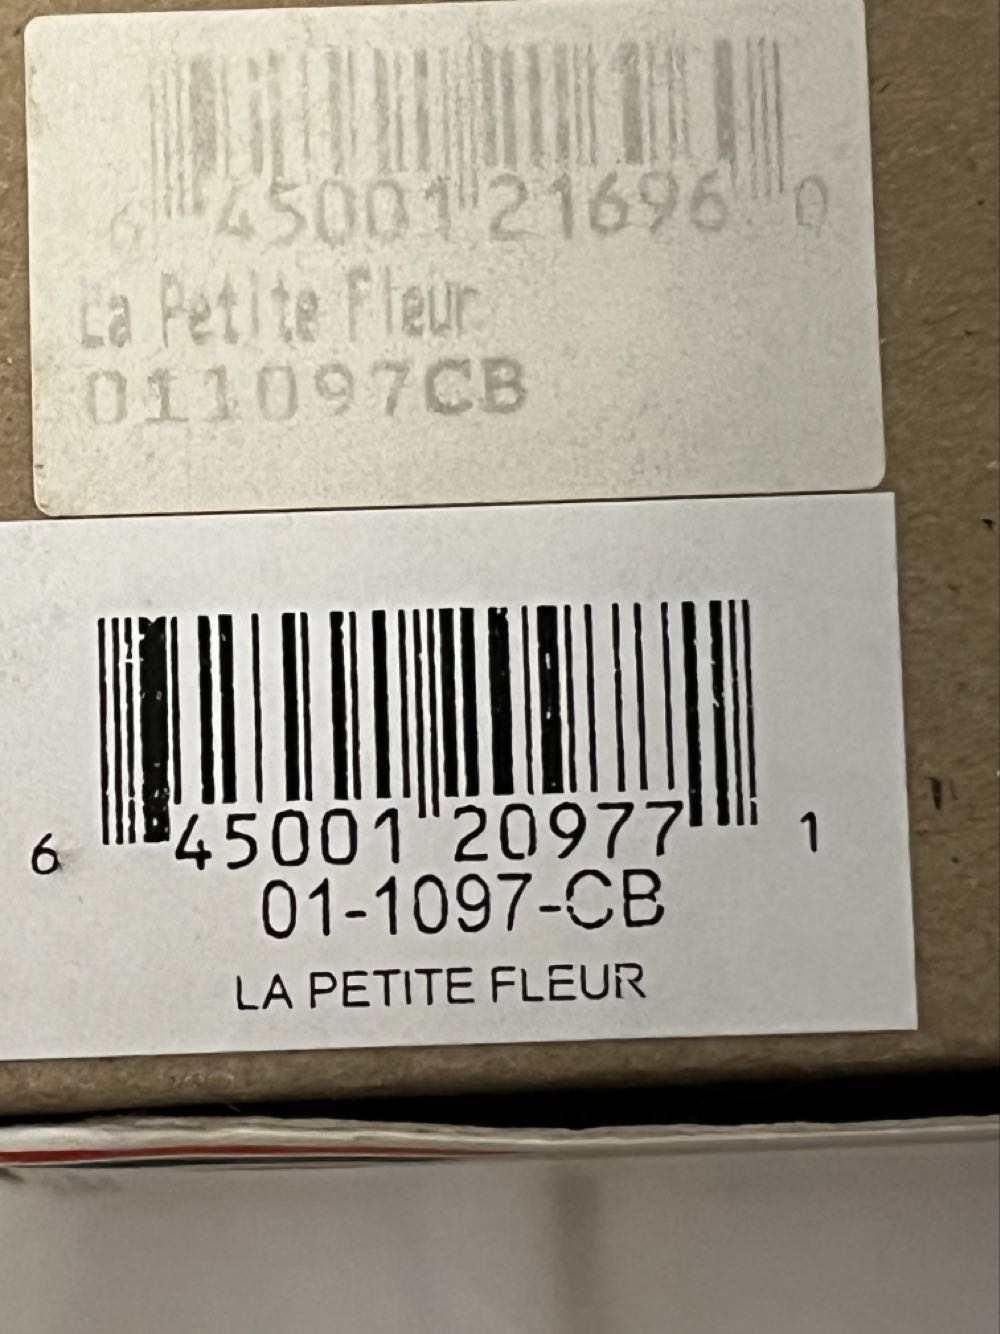 6 45001 21696 0
La Petite Fleur
011097CB
6 45001 20977 1
01-1097-CB
LA PETITE FLEUR